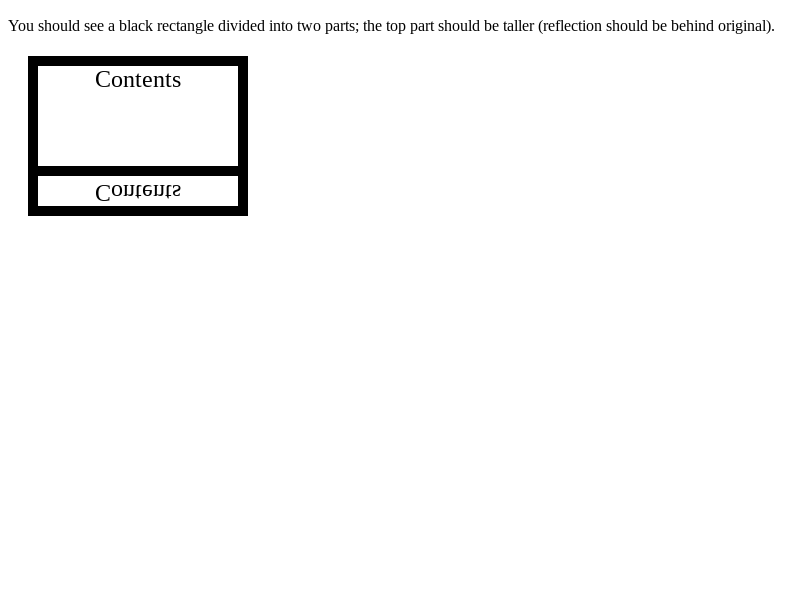 You should see a black rectangle divided into two parts; the top part should be taller (reflection should be behind original).
Contents
Contents